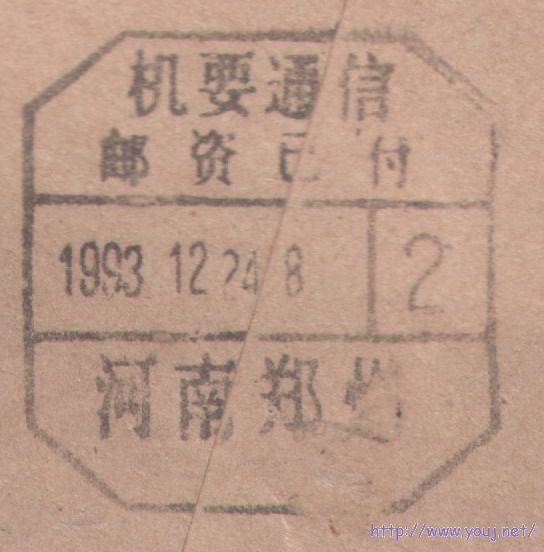 机要通信
邮资已付
1993 12 24 8 2
河南郑州
http://www.youj.net/